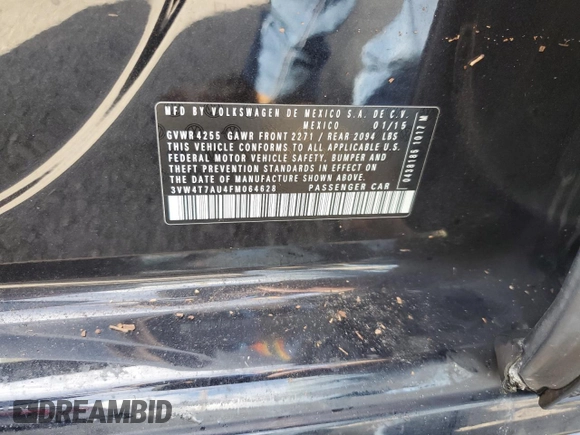 MFD BY VOLKSWAGEN DE MEXICO S.A. DE C.V.
MEXICO 01/15
GVWR 4255 GAWR FRONT 2271 / REAR 2094 LBS
THIS VEHICLE CONFORMS TO ALL APPLICABLE U.S.
FEDERAL MOTOR VEHICLE SAFETY, BUMPER AND
THEFT PREVENTION STANDARDS IN EFFECT ON
THE DATE OF MANUFACTURE SHOWN ABOVE.
3VW4T7AU4FM064628 PASSENGER CAR
1017 M
DREAMBID